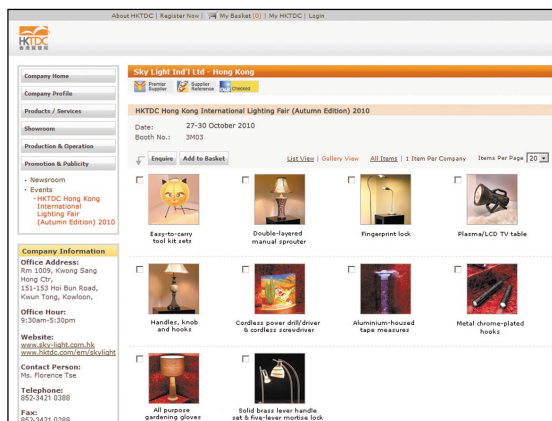 About HKTDC | Register Now | My Basket (0) | My HKTDC | Login
HKTDC
香港貿發局
Company Home
Company Profile
Products / Services
Showroom
Production & Operation
Promotion & Publicity
· Newsroom
· Events
-HKTDC Hong Kong
International
Lighting Fair
(Autumn Edition) 2010
Company Information
Office Address:
Rm 1009, Kwong Sang
Hong Ctr,
151-153 Hoi Bun Road,
Kwun Tong, Kowloon,
Office Hour:
9:30am-5:30pm
Website:
www.sky-light.com.hk
www.hktdc.com/em/skylight
Contact Person:
Ms. Florence Tse
Telephone:
852-3421 0388
Fax:
852-3421 0388
Sky Light Ind'l Ltd - Hong Kong
Premier
Supplier
Supplier
Reference
Checked
HKTDC Hong Kong International Lighting Fair (Autumn Edition) 2010
Date: 27-30 October 2010
Booth No.: 3M03
Enquire Add to Basket List View | Gallery View All Items | 1 Item Per Company Items Per Page 20
Easy-to-carry
tool kit sets
Double-layered
manual sprouter
Fingerprint lock
Plasma/LCD TV table
Handles, knob
and hooks
Cordless power drill/driver
& cordless screwdriver
Aluminium-housed
tape measures
Metal chrome-plated
hooks
All purpose
gardening gloves
Solid brass lever handle
set & five-lever mortise lock